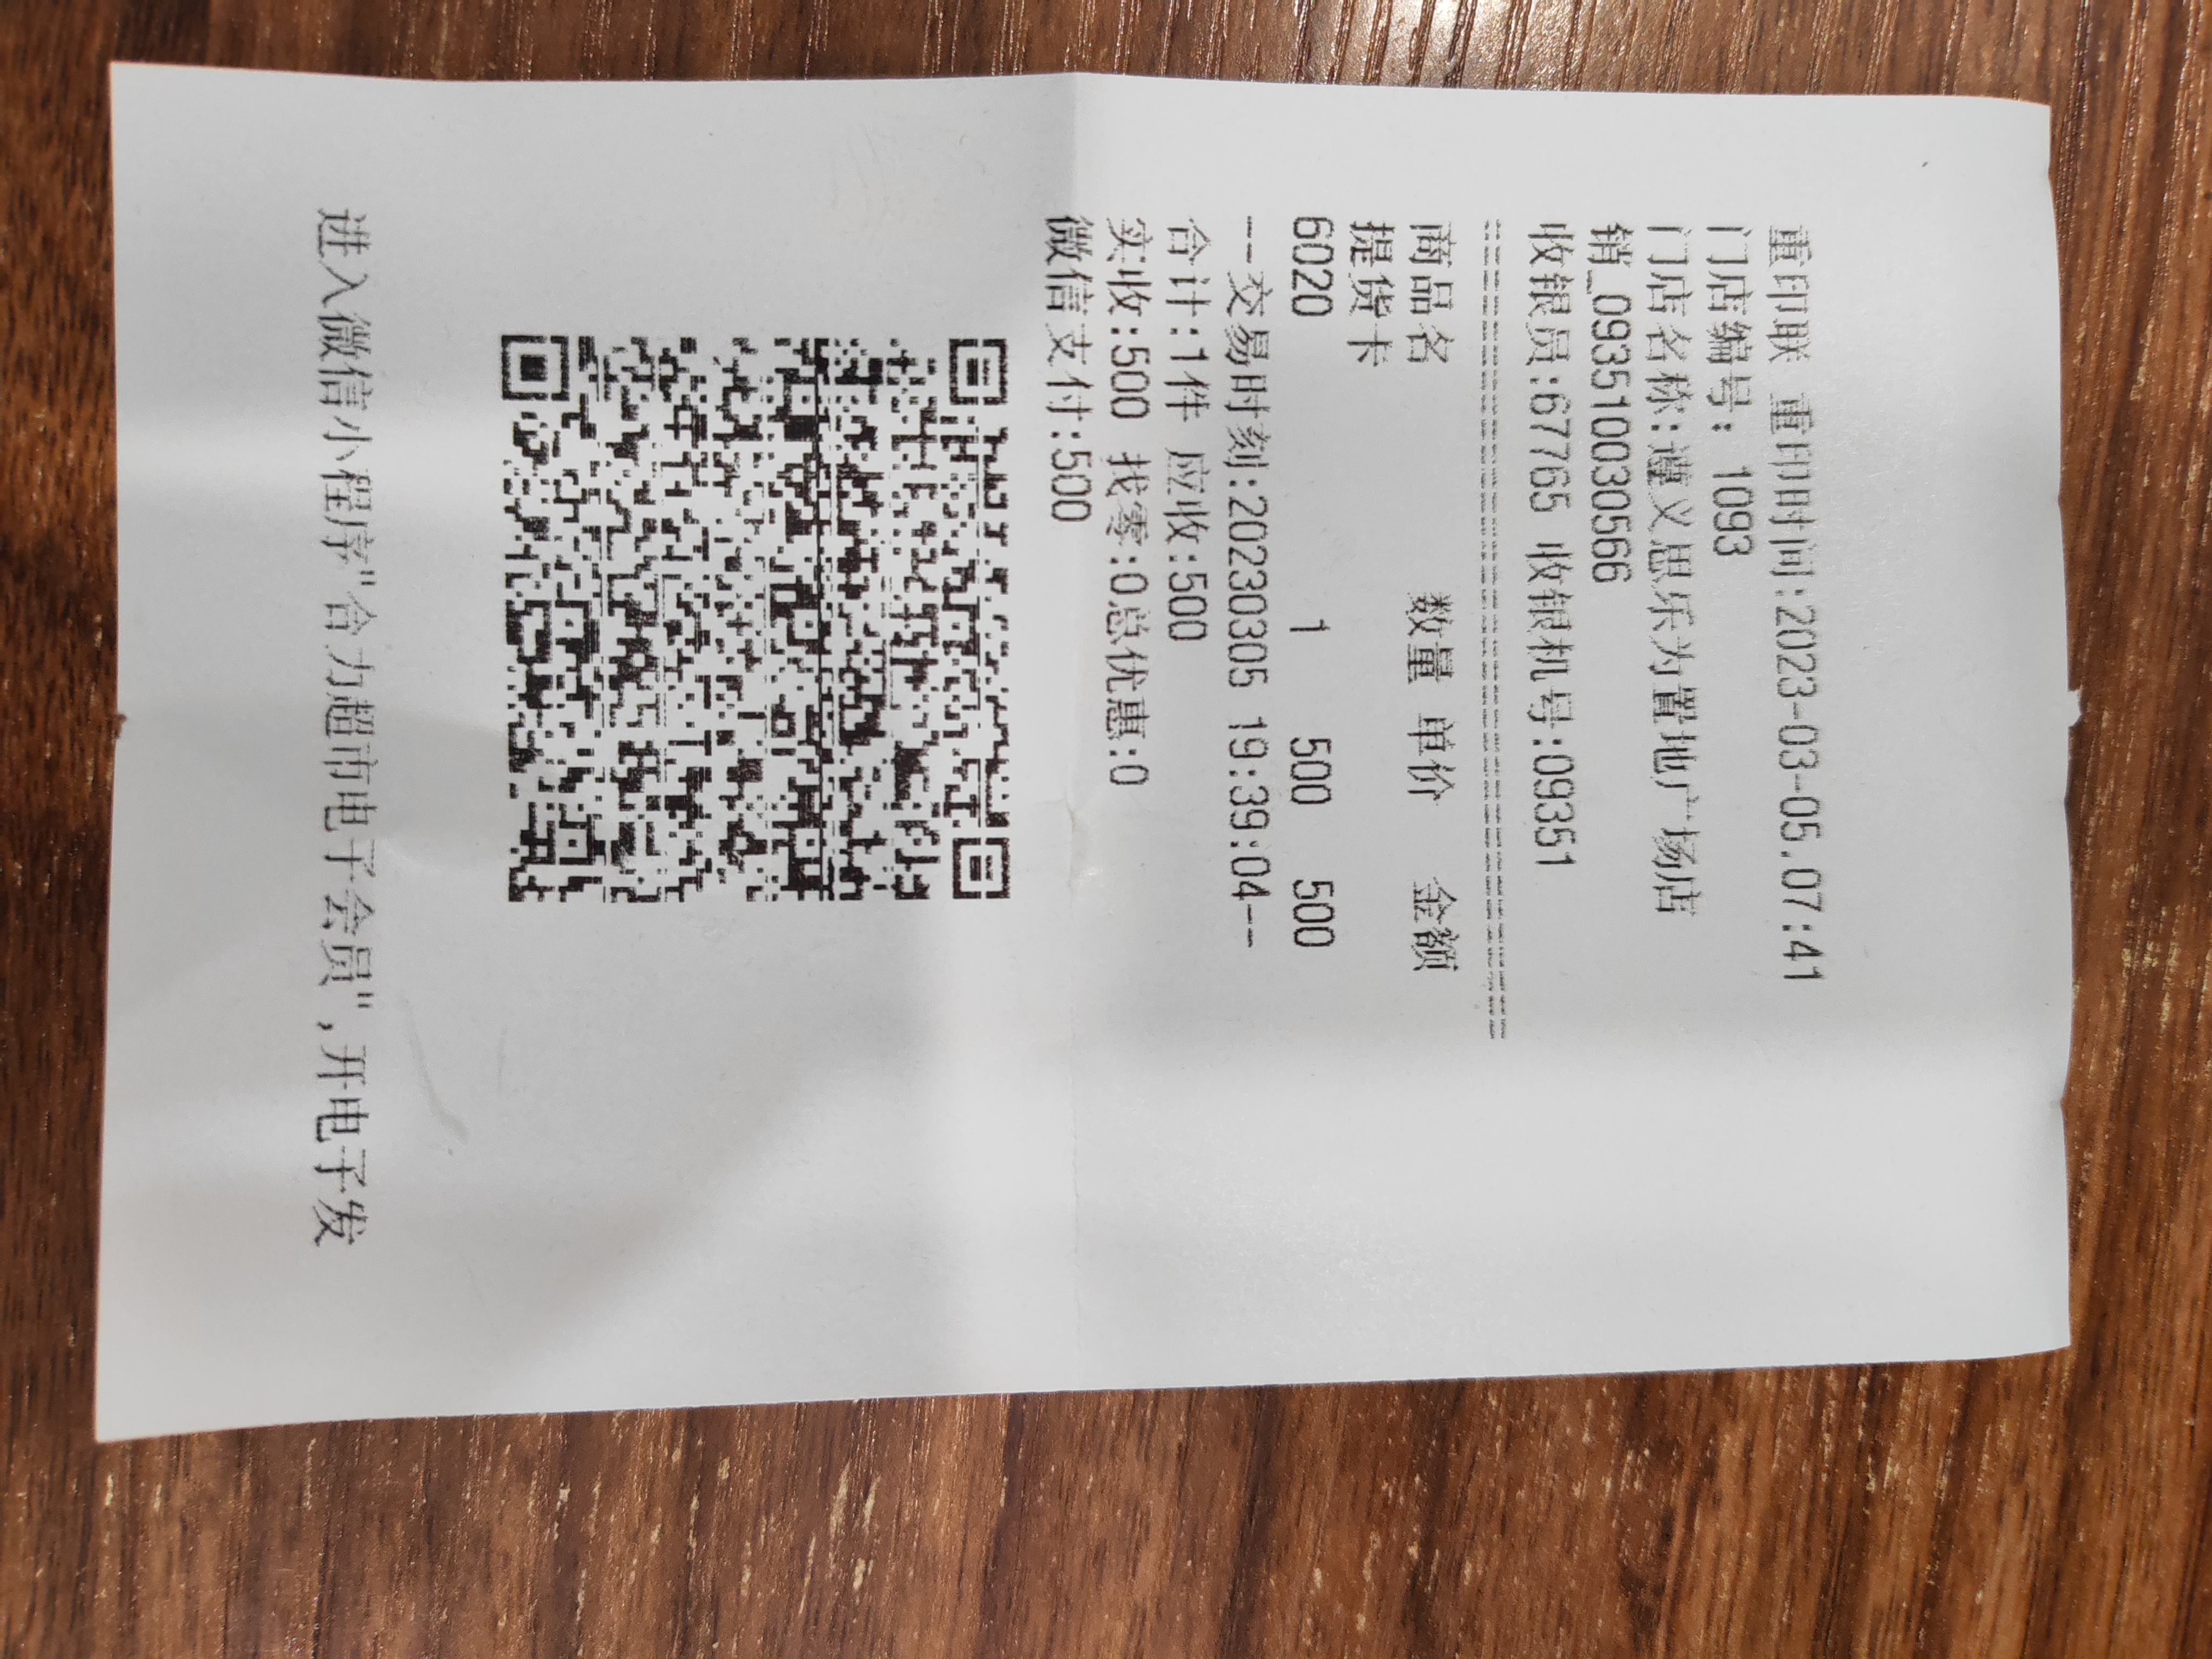 重印联 重印时间:2023-03-05.07:41
门店编号: 1093
门店名称:遵义思乐为置地广场店
销_093510030566
收银员:67765 收银机号:09351
==================================
商品名 数量 单价 金额
提货卡
6020 1 500 500
--交易时刻:20230305 19:39:04--
合计:1件 应收:500
实收:500 找零:0总优惠:0
微信支付:500
进入微信小程序"合力超市电子会员",开电子发